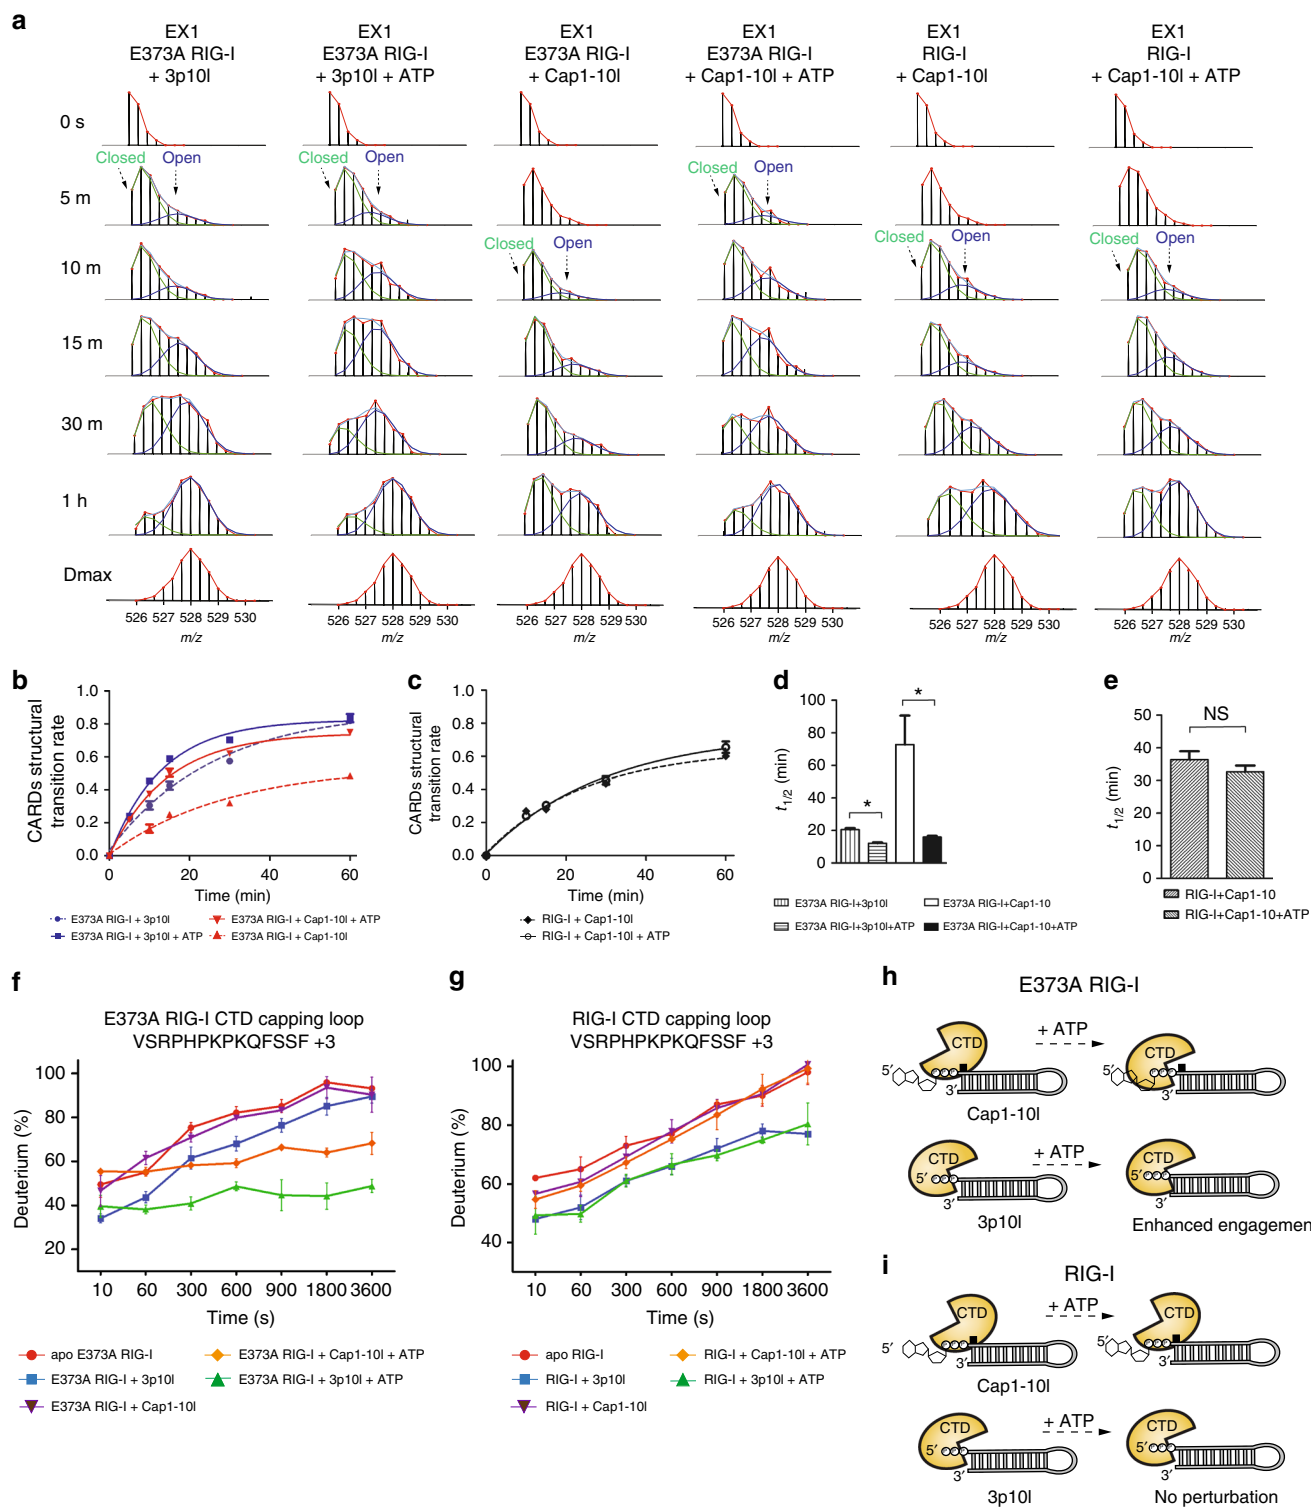 a
EX1
E373A RIG-I
+ 3p10l
EX1
E373A RIG-I
+ 3p10l + ATP
EX1
E373A RIG-I
+ Cap1-10l
EX1
E373A RIG-I
+ Cap1-10l + ATP
EX1
RIG-I
+ Cap1-10l
EX1
RIG-I
+ Cap1-10l + ATP
0 s
Closed Open
Closed Open
Closed Open
5 m
Closed Open
Closed Open
Closed Open
10 m
15 m
30 m
1 h
Dmax
526 527 528 529 530
m/z
526 527 528 529 530
m/z
526 527 528 529 530
m/z
526 527 528 529 530
m/z
526 527 528 529 530
m/z
526 527 528 529 530
m/z
b
CARDs structural
transition rate
1.0
0.8
0.6
0.4
0.2
0.0
0 20 40 60
Time (min)
E373A RIG-I + 3p10l
E373A RIG-I + 3p10l + ATP
E373A RIG-I + Cap1-10l + ATP
E373A RIG-I + Cap1-10l
c
CARDs structural
transition rate
1.0
0.8
0.6
0.4
0.2
0.0
0 20 40 60
Time (min)
RIG-I + Cap1-10l
RIG-I + Cap1-10l + ATP
d
t1/2 (min)
100
80
60
40
20
0
*
*
E373A RIG-I+3p10l
E373A RIG-I+3p10l+ATP
E373A RIG-I+Cap1-10
E373A RIG-I+Cap1-10+ATP
e
t1/2 (min)
50
40
30
20
10
0
NS
RIG-I+Cap1-10
RIG-I+Cap1-10+ATP
f
E373A RIG-I CTD capping loop
VSRPHPKPKQFSSF +3
Deuterium (%)
100
80
60
40
20
10 60 300 600 900 1800 3600
Time (s)
apo E373A RIG-I
E373A RIG-I + 3p10l
E373A RIG-I + Cap1-10l
E373A RIG-I + Cap1-10l + ATP
E373A RIG-I + 3p10l + ATP
g
RIG-I CTD capping loop
VSRPHPKPKQFSSF +3
Deuterium (%)
100
80
60
40
10 60 300 600 900 1800 3600
Time (s)
apo RIG-I
RIG-I + 3p10l
RIG-I + Cap1-10l
RIG-I + Cap1-10l + ATP
RIG-I + 3p10l + ATP
h
E373A RIG-I
CTD
5′
3′
+ ATP
CTD
5′
3′
Cap1-10l
CTD
5′
3′
+ ATP
CTD
5′
3′
3p10l
Enhanced engagemen
i
RIG-I
CTD
5′
3′
+ ATP
CTD
5′
3′
Cap1-10l
CTD
5′
3′
+ ATP
CTD
5′
3′
3p10l
No perturbation